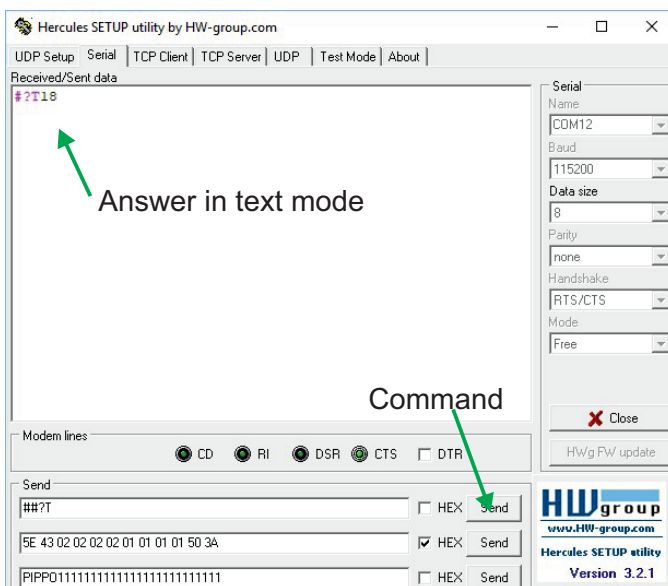 Hercules SETUP utility by HW-group.com
UDP Setup Serial TCP Client TCP Server UDP Test Mode About
Received/Sent data
#?T18
Answer in text mode
Serial
Name
COM12
Baud
115200
Data size
8
Parity
none
Handshake
RTS/CTS
Mode
Free
Command
Close
Modem lines
CD RI DSR CTS DTR
HWg FW update
Send
##?T HEX Send
5E 43 02 02 02 02 01 01 01 01 50 3A HEX Send
HWgroup
www.HW-group.com
Hercules SETUP utility
Version 3.2.1
HEX Send